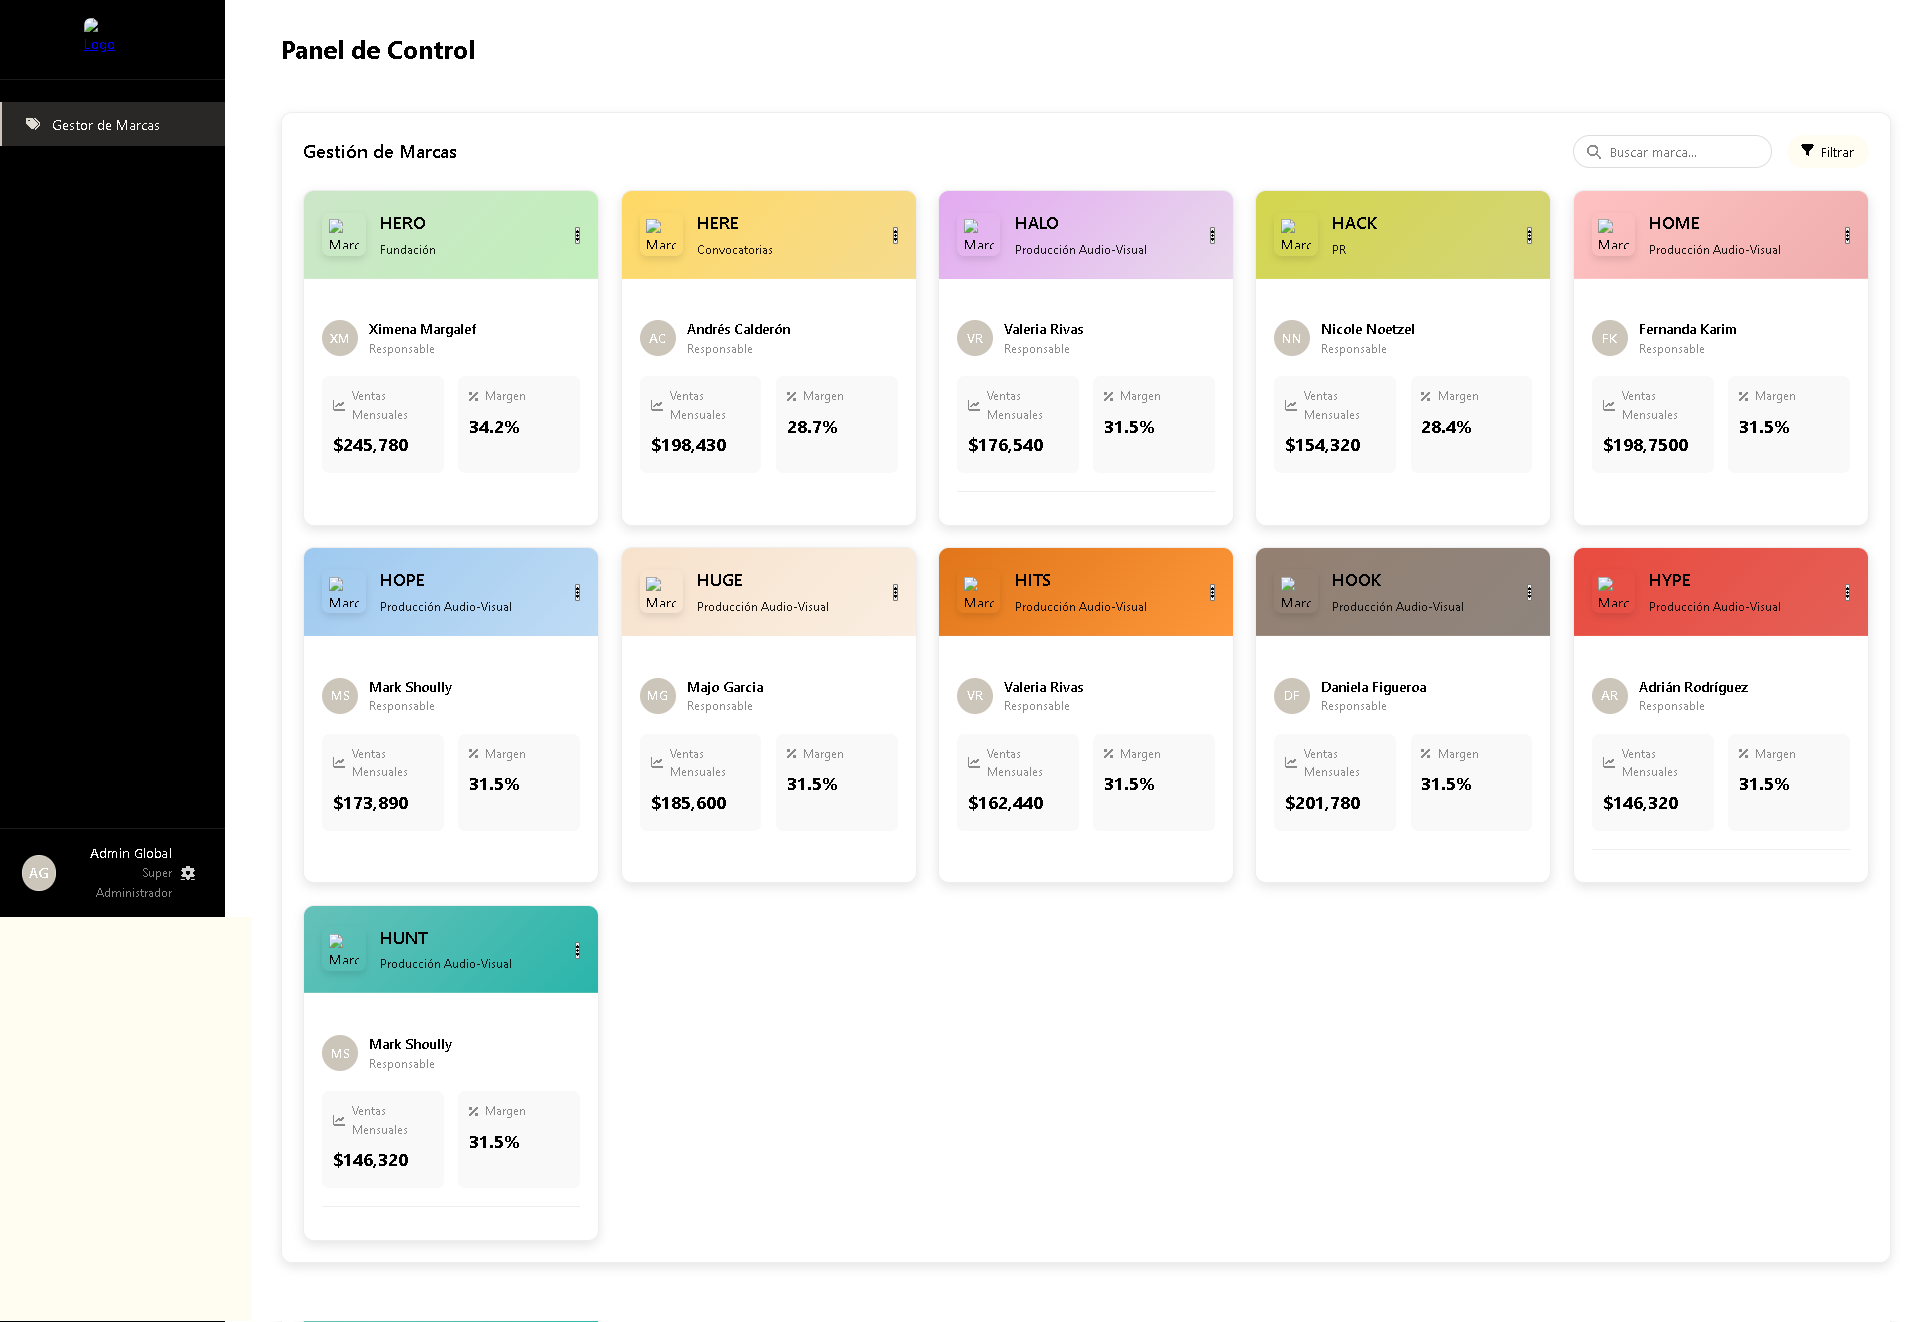 Logo
Gestor de Marcas
Panel de Control
Gestión de Marcas
Buscar marca...
Filtrar
Marc
HERO
Fundación
XM
Ximena Margalef
Responsable
Ventas
Mensuales
$245,780
Margen
34.2%
Marc
HERE
Convocatorias
AC
Andrés Calderón
Responsable
Ventas
Mensuales
$198,430
Margen
28.7%
Marc
HALO
Producción Audio-Visual
VR
Valeria Rivas
Responsable
Ventas
Mensuales
$176,540
Margen
31.5%
Marc
HACK
PR
NN
Nicole Noetzel
Responsable
Ventas
Mensuales
$154,320
Margen
28.4%
Marc
HOME
Producción Audio-Visual
FK
Fernanda Karim
Responsable
Ventas
Mensuales
$198,7500
Margen
31.5%
Marc
HOPE
Producción Audio-Visual
MS
Mark Shoully
Responsable
Ventas
Mensuales
$173,890
Margen
31.5%
Marc
HUGE
Producción Audio-Visual
MG
Majo Garcia
Responsable
Ventas
Mensuales
$185,600
Margen
31.5%
Marc
HITS
Producción Audio-Visual
VR
Valeria Rivas
Responsable
Ventas
Mensuales
$162,440
Margen
31.5%
Marc
HOOK
Producción Audio-Visual
DF
Daniela Figueroa
Responsable
Ventas
Mensuales
$201,780
Margen
31.5%
Marc
HYPE
Producción Audio-Visual
AR
Adrián Rodríguez
Responsable
Ventas
Mensuales
$146,320
Margen
31.5%
Marc
HUNT
Producción Audio-Visual
MS
Mark Shoully
Responsable
Ventas
Mensuales
$146,320
Margen
31.5%
AG
Admin Global
Super
Administrador